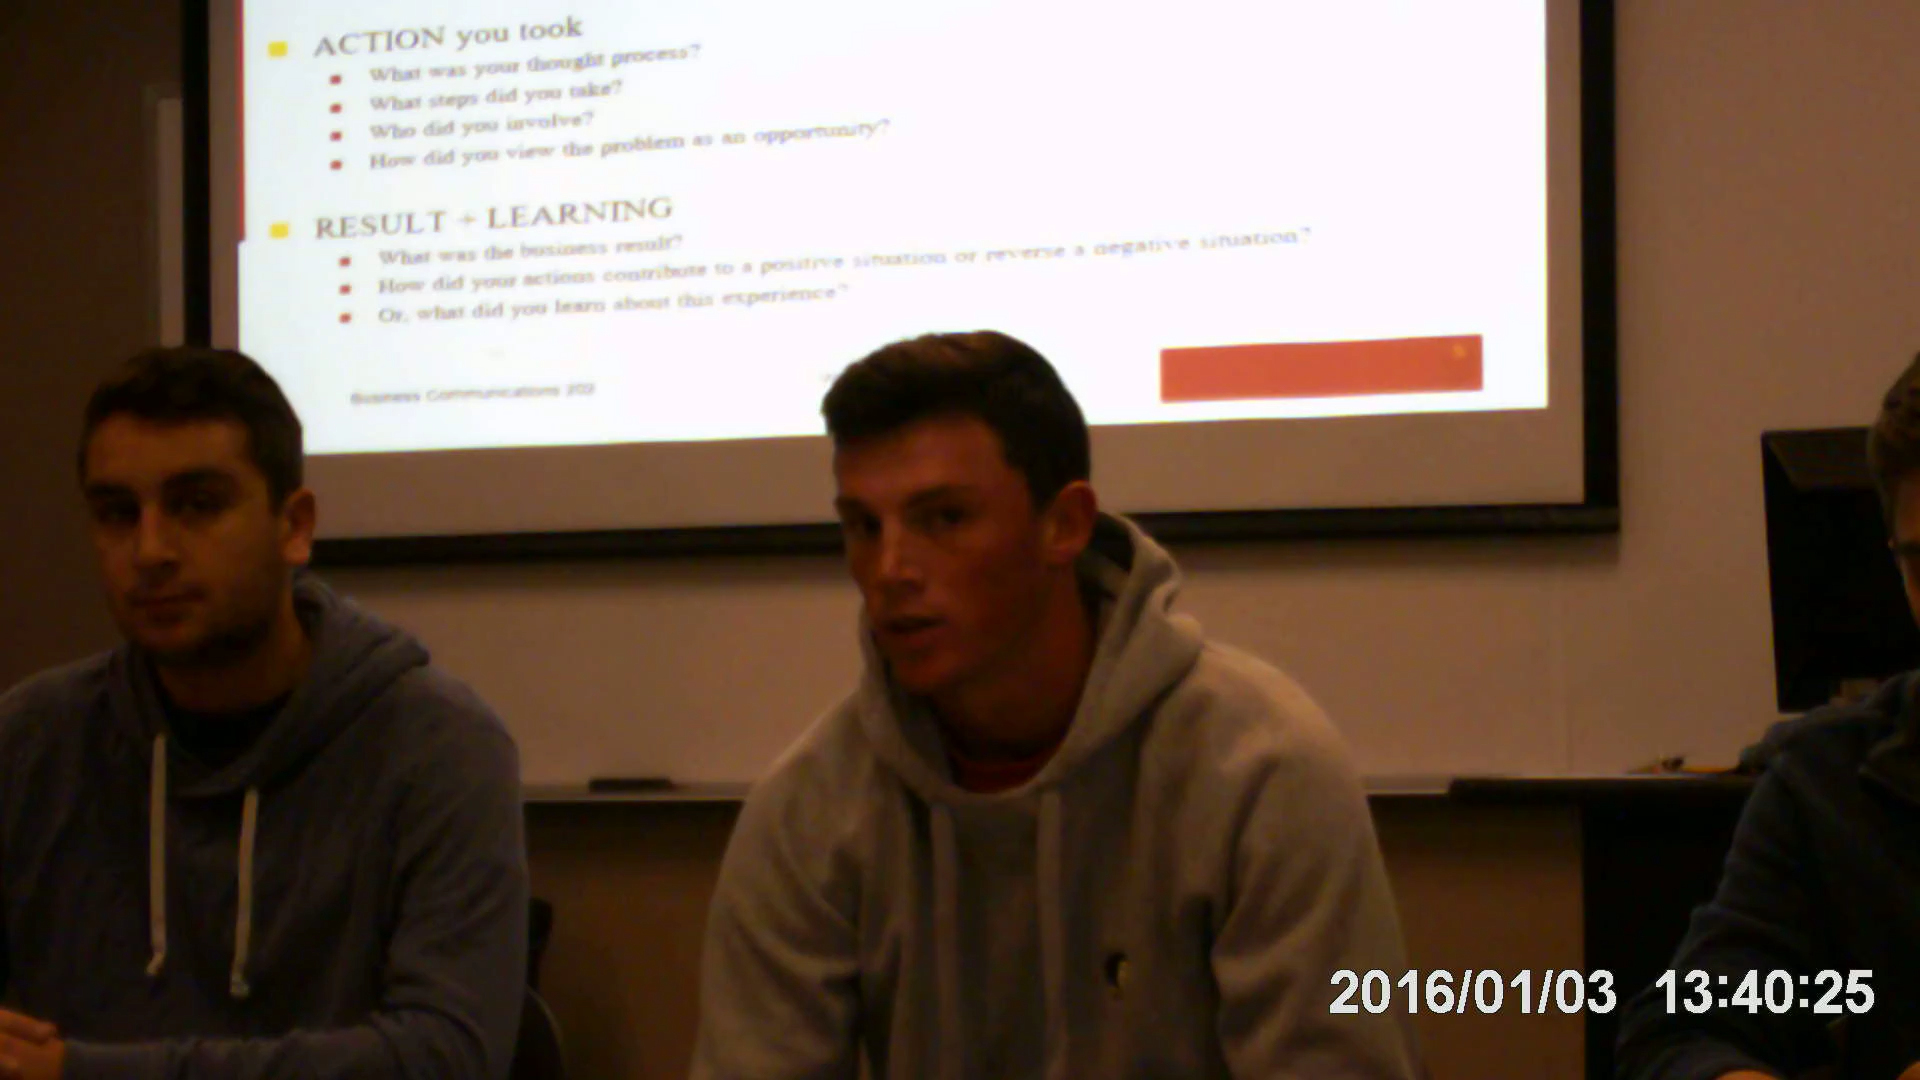 ACTION you took
What was your thought process?
What steps did you take?
Who did you involve?
How did you view the problem as an opportunity?
RESULT + LEARNING
What was the business result?
How did your actions contribute to a positive situation or reverse a negative situation?
Or, what did you learn about this experience?
Business Communications 202
2016/01/03 13:40:25